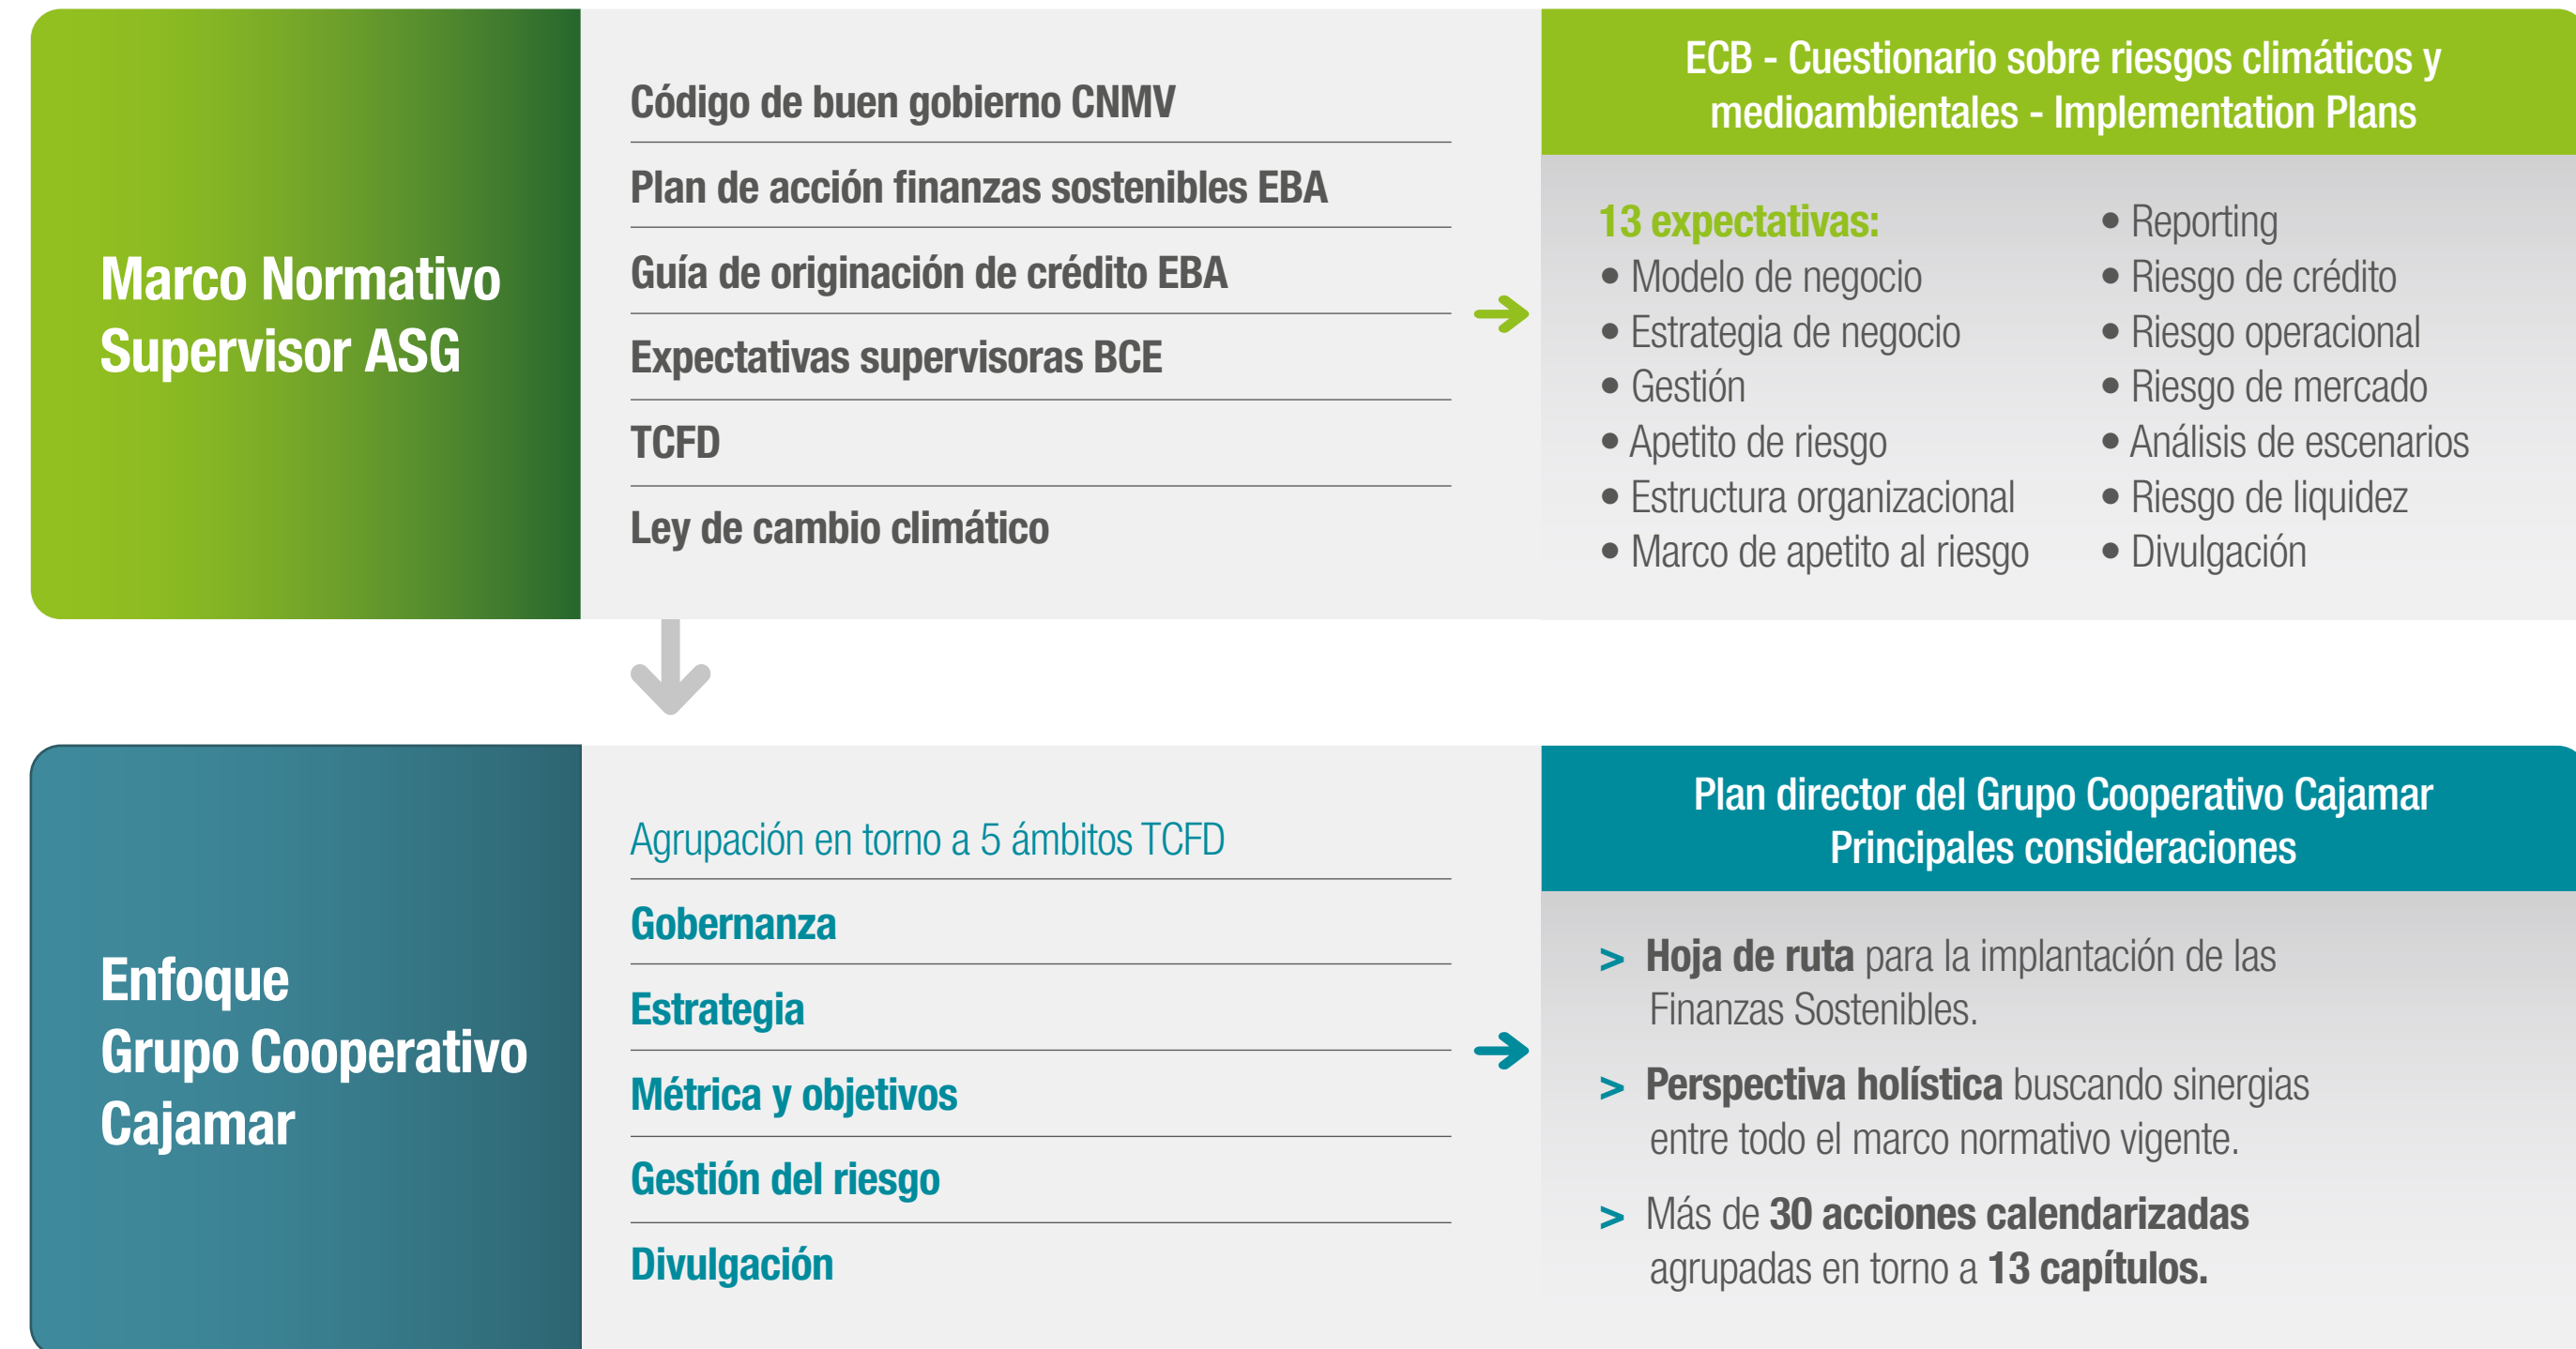 Marco Normativo
Supervisor ASG
Código de buen gobierno CNMV
Plan de acción finanzas sostenibles EBA
Guía de originación de crédito EBA
Expectativas supervisoras BCE
TCFD
Ley de cambio climático
ECB - Cuestionario sobre riesgos climáticos y
medioambientales - Implementation Plans
13 expectativas:
• Modelo de negocio
• Estrategia de negocio
• Gestión
• Apetito de riesgo
• Estructura organizacional
• Marco de apetito al riesgo
• Reporting
• Riesgo de crédito
• Riesgo operacional
• Riesgo de mercado
• Análisis de escenarios
• Riesgo de liquidez
• Divulgación
Enfoque
Grupo Cooperativo
Cajamar
Agrupación en torno a 5 ámbitos TCFD
Gobernanza
Estrategia
Métrica y objetivos
Gestión del riesgo
Divulgación
Plan director del Grupo Cooperativo Cajamar
Principales consideraciones
> Hoja de ruta para la implantación de las
Finanzas Sostenibles.
> Perspectiva holística buscando sinergias
entre todo el marco normativo vigente.
> Más de 30 acciones calendarizadas
agrupadas en torno a 13 capítulos.